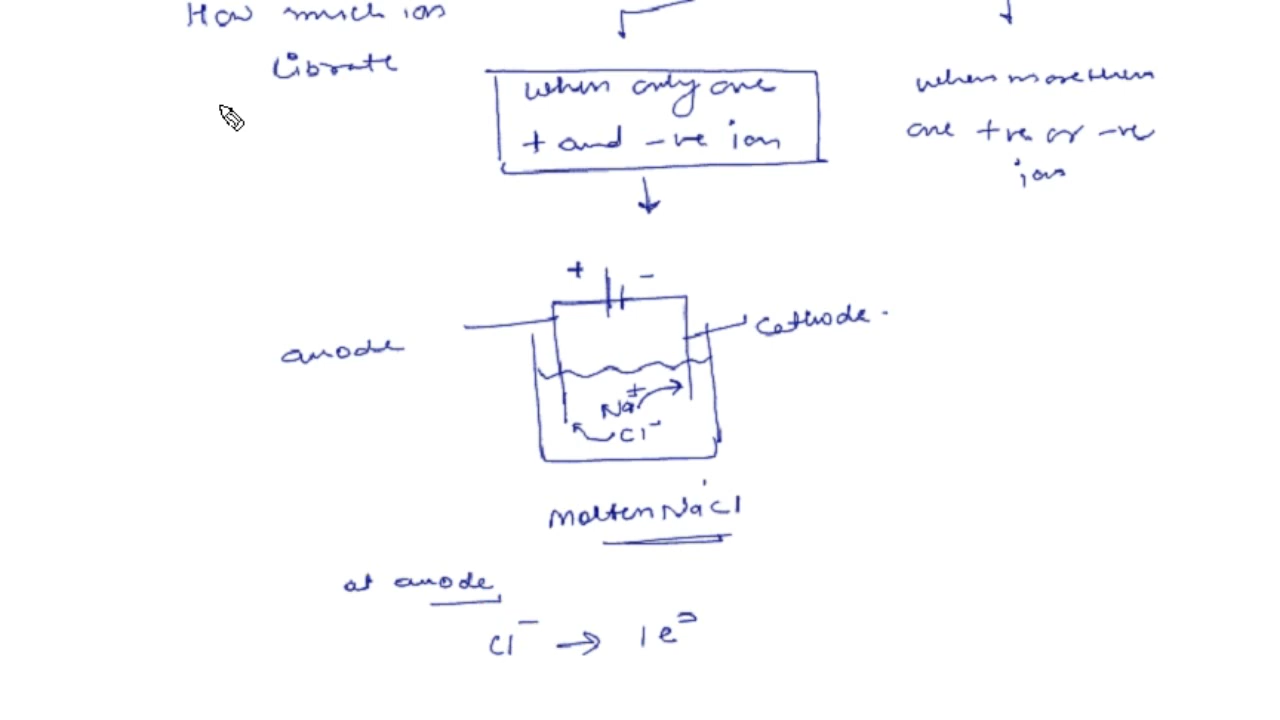 How much ion
Librate
when only one
+ and -ve ion
when more then
one +ve or -ve
ion
+ -
anode
Cathode.
Na+
Cl-
Molten NaCl
at anode
Cl- → 1e-